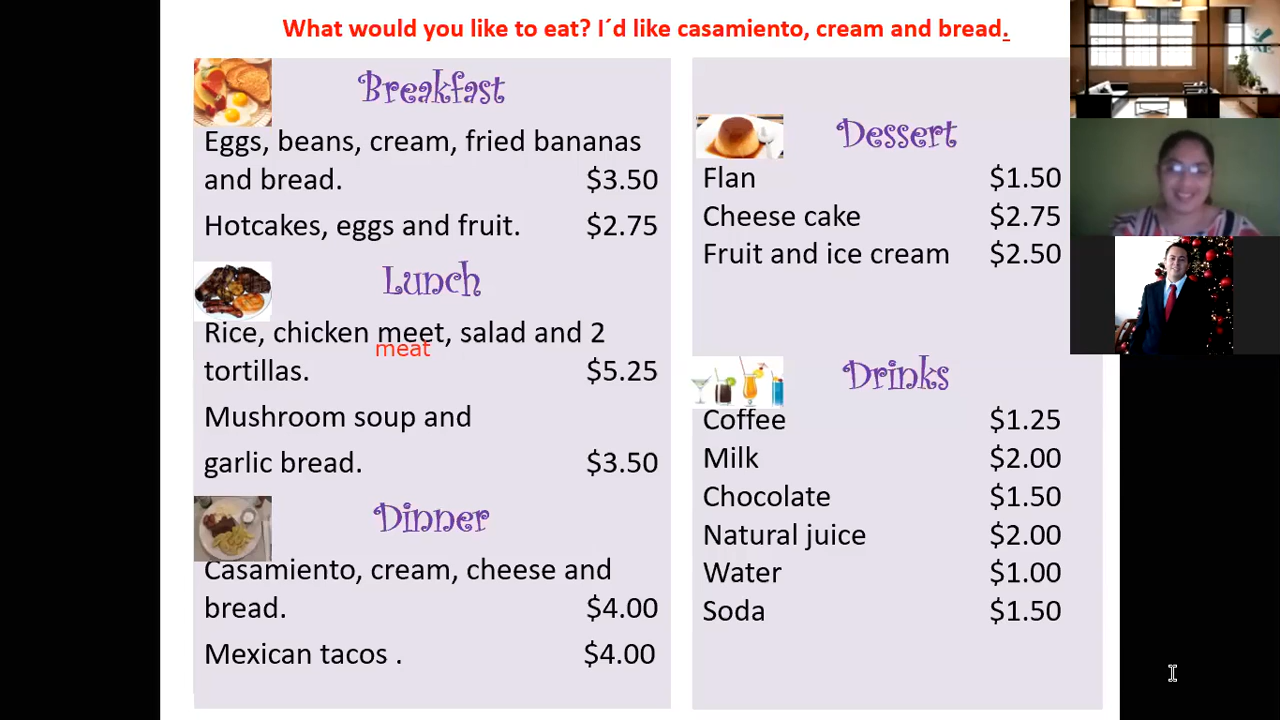 What would you like to eat? I´d like casamiento, cream and bread.
Breakfast
Eggs, beans, cream, fried bananas
and bread. $3.50
Hotcakes, eggs and fruit. $2.75
Lunch
Rice, chicken meet, salad and 2
meat
tortillas. $5.25
Mushroom soup and
garlic bread. $3.50
Dinner
Casamiento, cream, cheese and
bread. $4.00
Mexican tacos . $4.00
Dessert
Flan $1.50
Cheese cake $2.75
Fruit and ice cream $2.50
Drinks
Coffee $1.25
Milk $2.00
Chocolate $1.50
Natural juice $2.00
Water $1.00
Soda $1.50